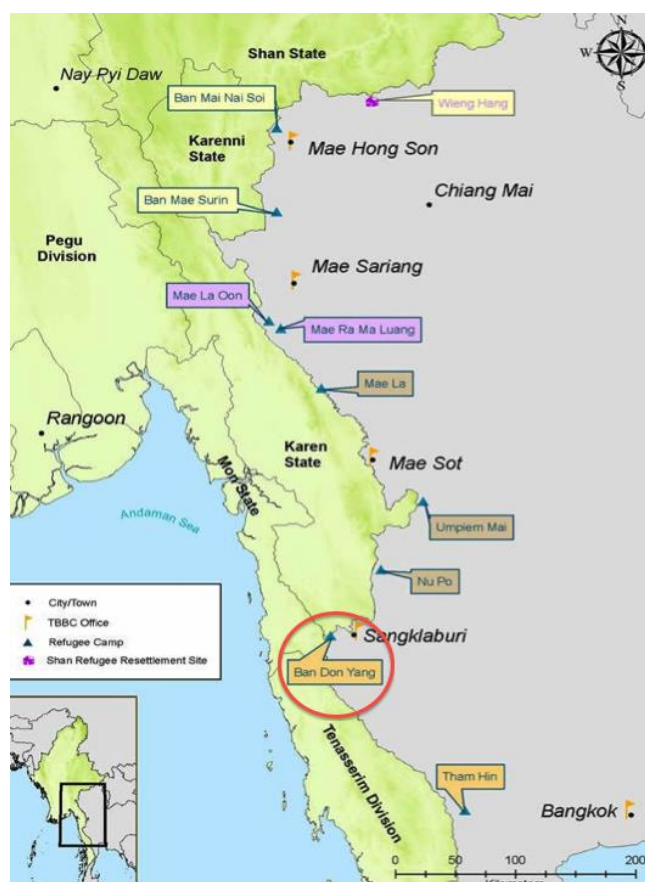 N
W
E
S
Shan State
Nay Pyi Daw
Ban Mai Nai Soi
Wieng Hang
Karenni
State
Mae Hong Son
Chiang Mai
Ban Mae Surin
Pegu
Division
Mae Sariang
Mae La Oon
Mae Ra Ma Luang
Mae La
Rangoon
Karen
State
Mae Sot
Mon State
Andaman Sea
Umpiem Mai
Nu Po
City/Town
TBBC Office
Refugee Camp
Shan Refugee Resettlement Site
Sangklaburi
Ban Don Yang
Tenasserim Division
Tham Hin
Bangkok
0 50 100 200